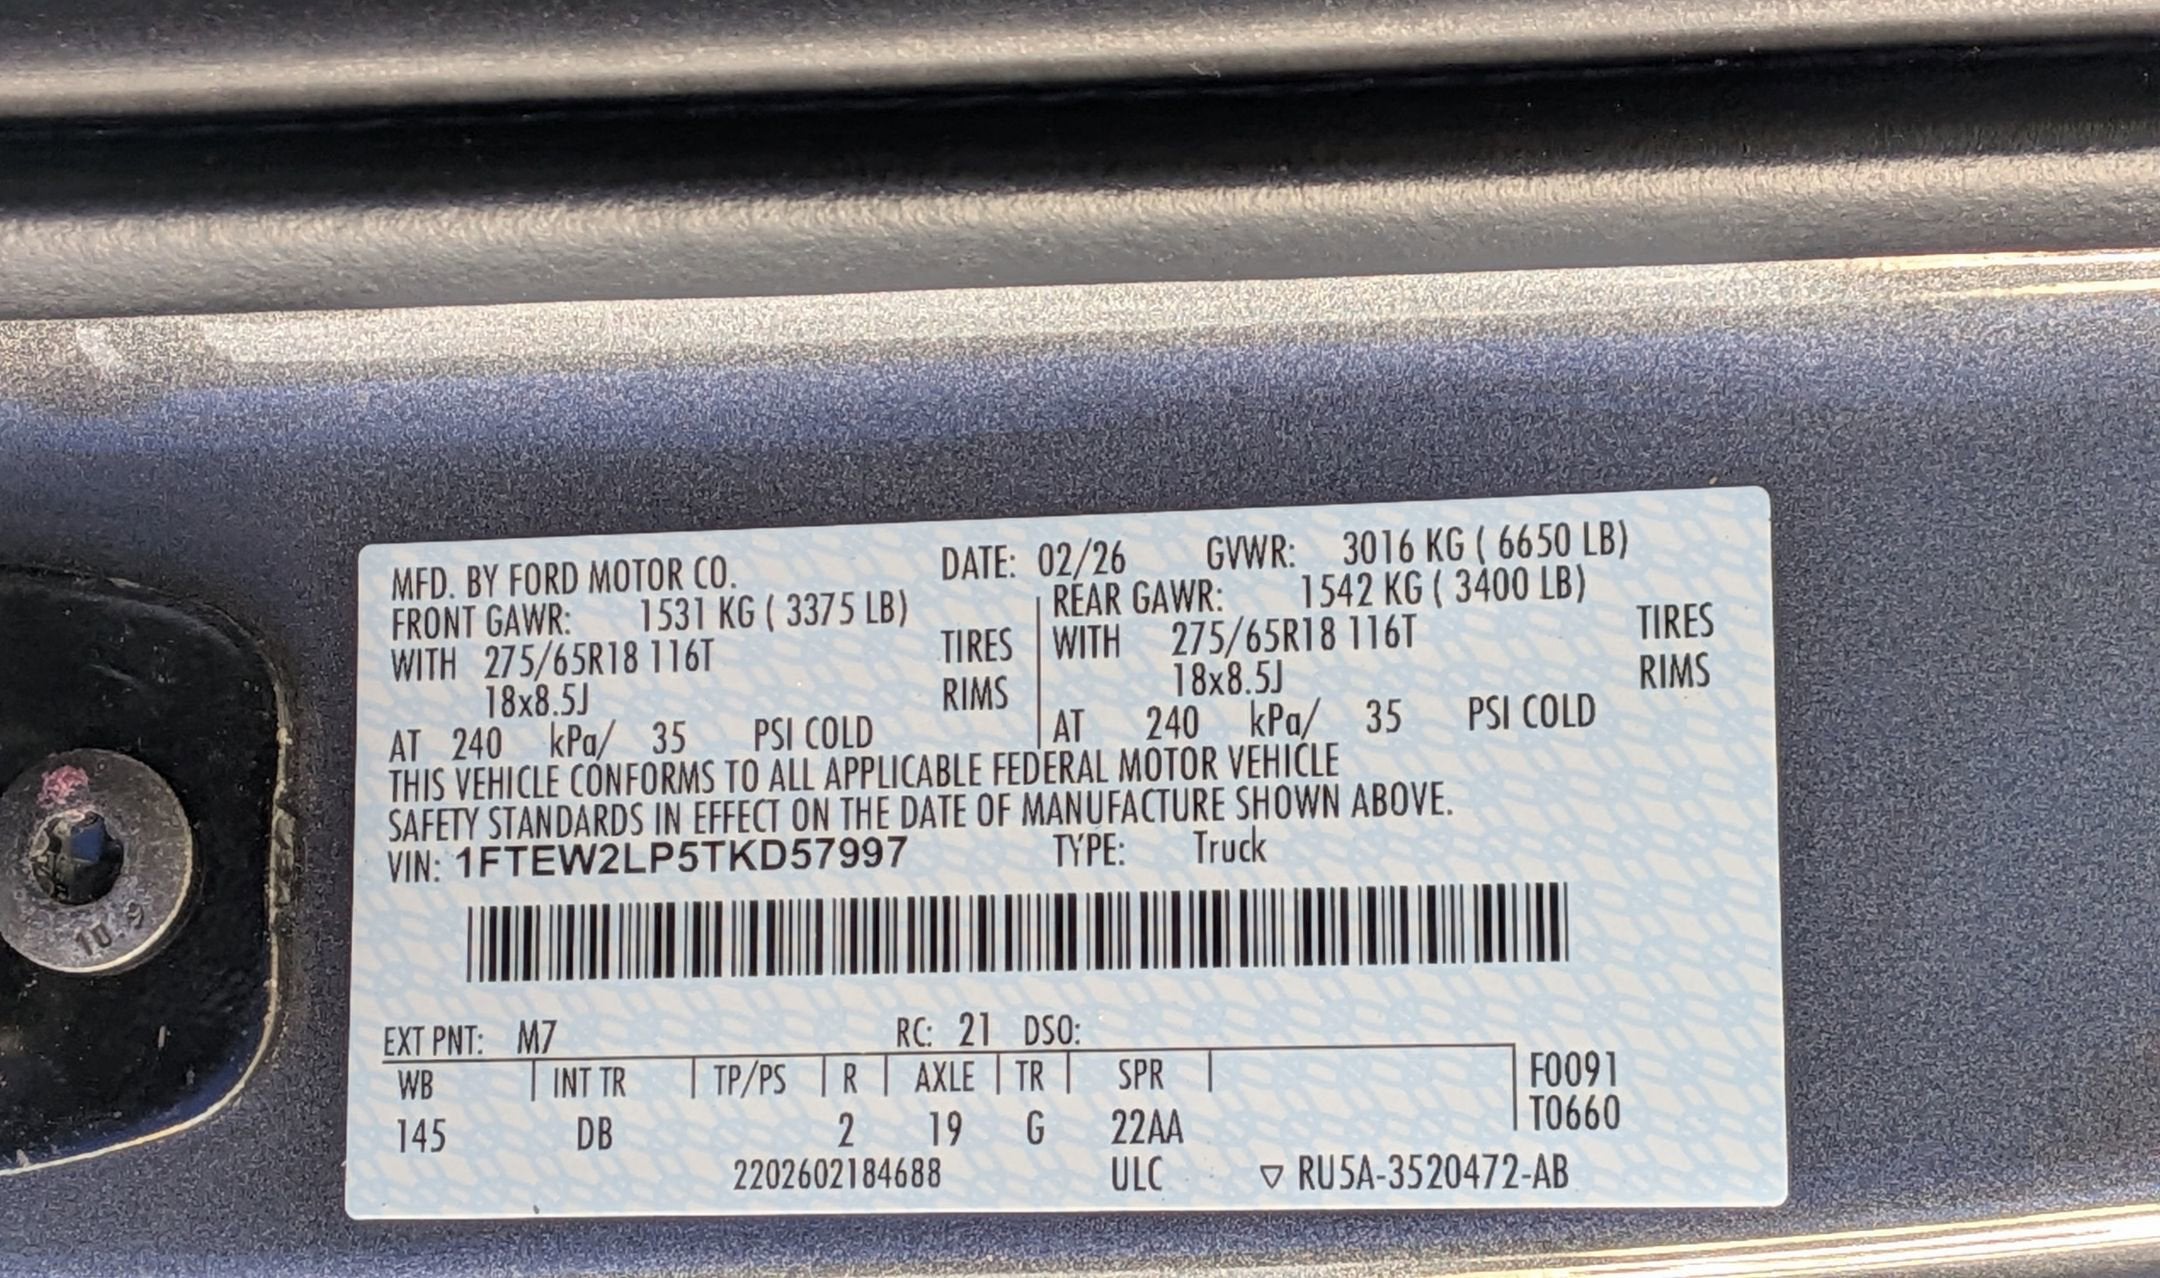 MFD. BY FORD MOTOR CO. DATE: 02/26 GVWR: 3016 KG ( 6650 LB)
FRONT GAWR: 1531 KG ( 3375 LB) REAR GAWR: 1542 KG ( 3400 LB)
WITH 275/65R18 116T TIRES WITH 275/65R18 116T TIRES
18x8.5J RIMS 18x8.5J RIMS
AT 240 kPa/ 35 PSI COLD AT 240 kPa/ 35 PSI COLD
THIS VEHICLE CONFORMS TO ALL APPLICABLE FEDERAL MOTOR VEHICLE
SAFETY STANDARDS IN EFFECT ON THE DATE OF MANUFACTURE SHOWN ABOVE.
VIN: 1FTEW2LP5TKD57997 TYPE: Truck
EXT PNT: M7 RC: 21 DSO:
WB INT TR TP/PS R AXLE TR SPR F0091
145 DB 2 19 G 22AA T0660
2202602184688 ULC ▽ RU5A-3520472-AB
10.9